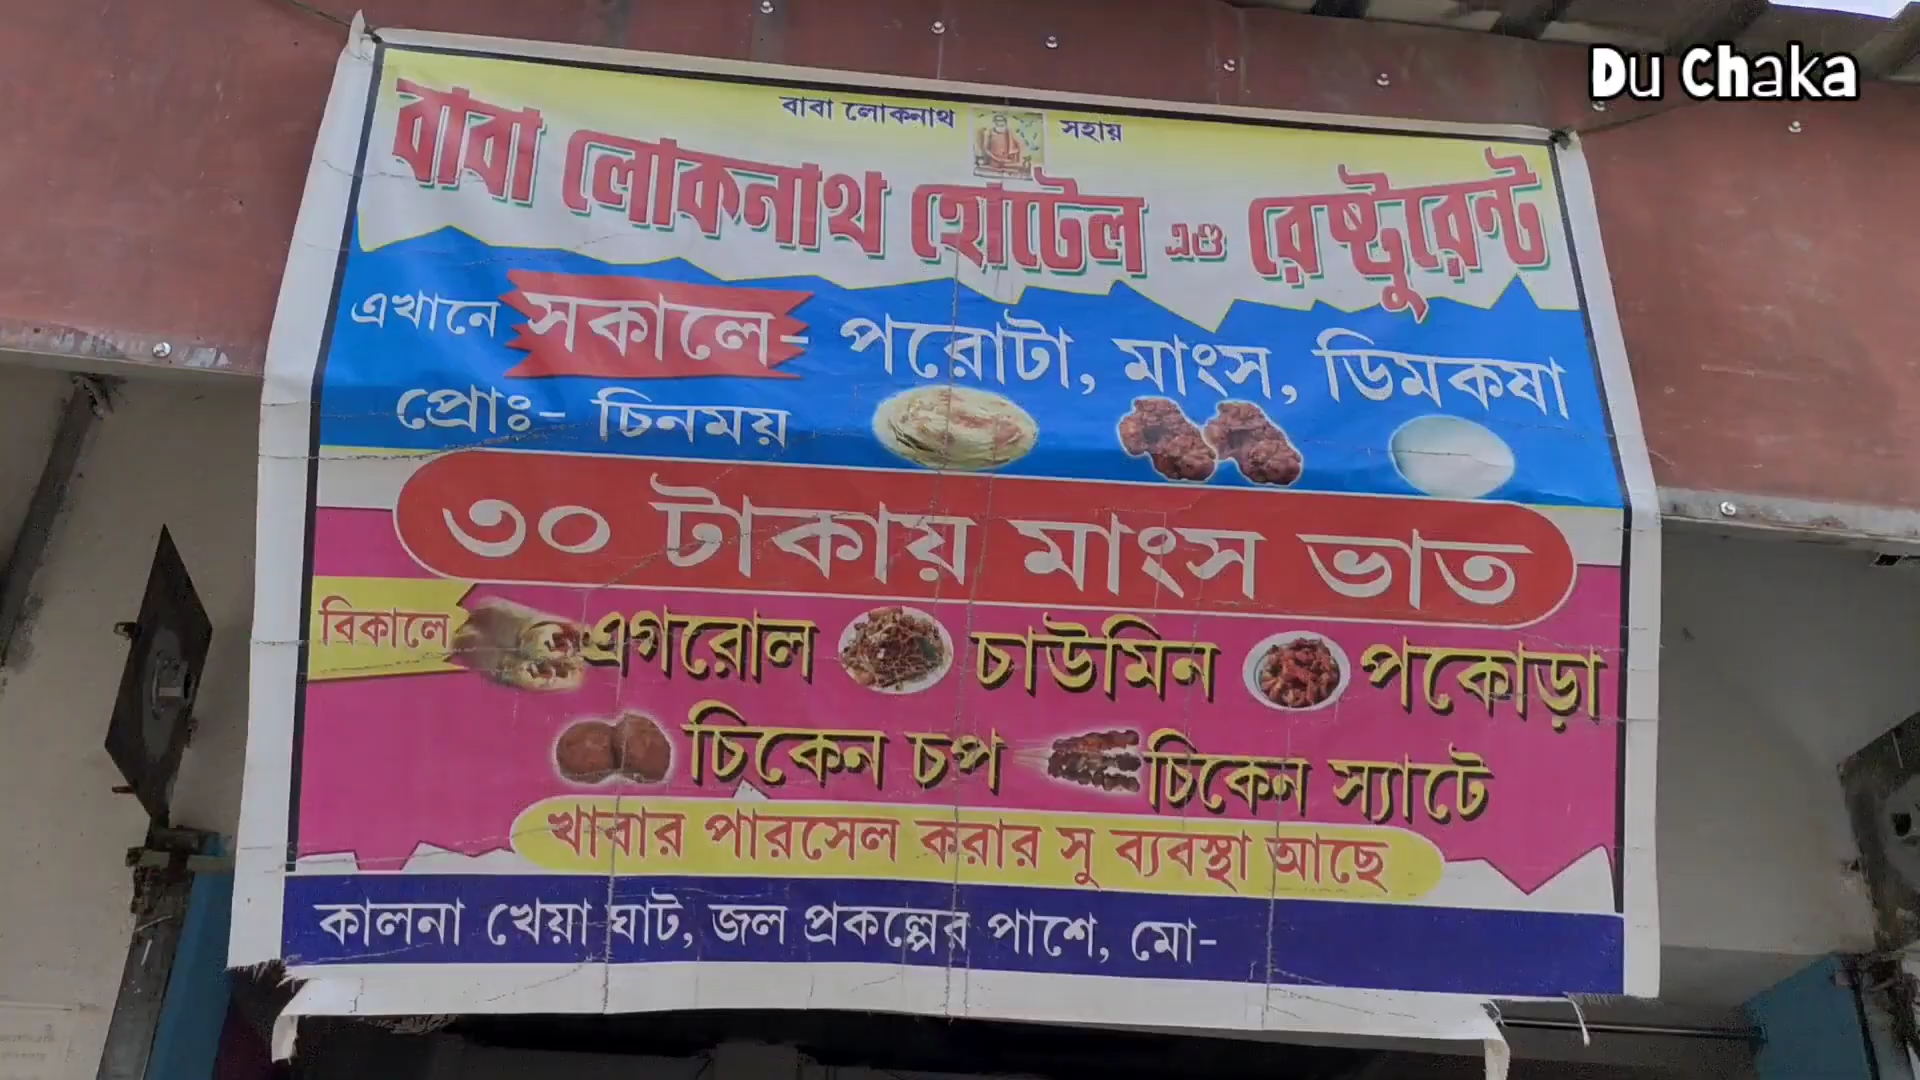 Du Chaka
বাবা লোকনাথ সহায়
বাবা লোকনাথ হোটেল এণ্ড রেষ্টুরেন্ট
এখানে সকালে- পরোটা, মাংস, ডিমকষা
প্রোঃ- চিনময়
৩০ টাকায় মাংস ভাত
বিকালে এগরোল চাউমিন পকোড়া
চিকেন চপ চিকেন স্যাটে
খাবার পারসেল করার সু ব্যবস্থা আছে
কালনা খেয়া ঘাট, জল প্রকল্পের পাশে, মো-